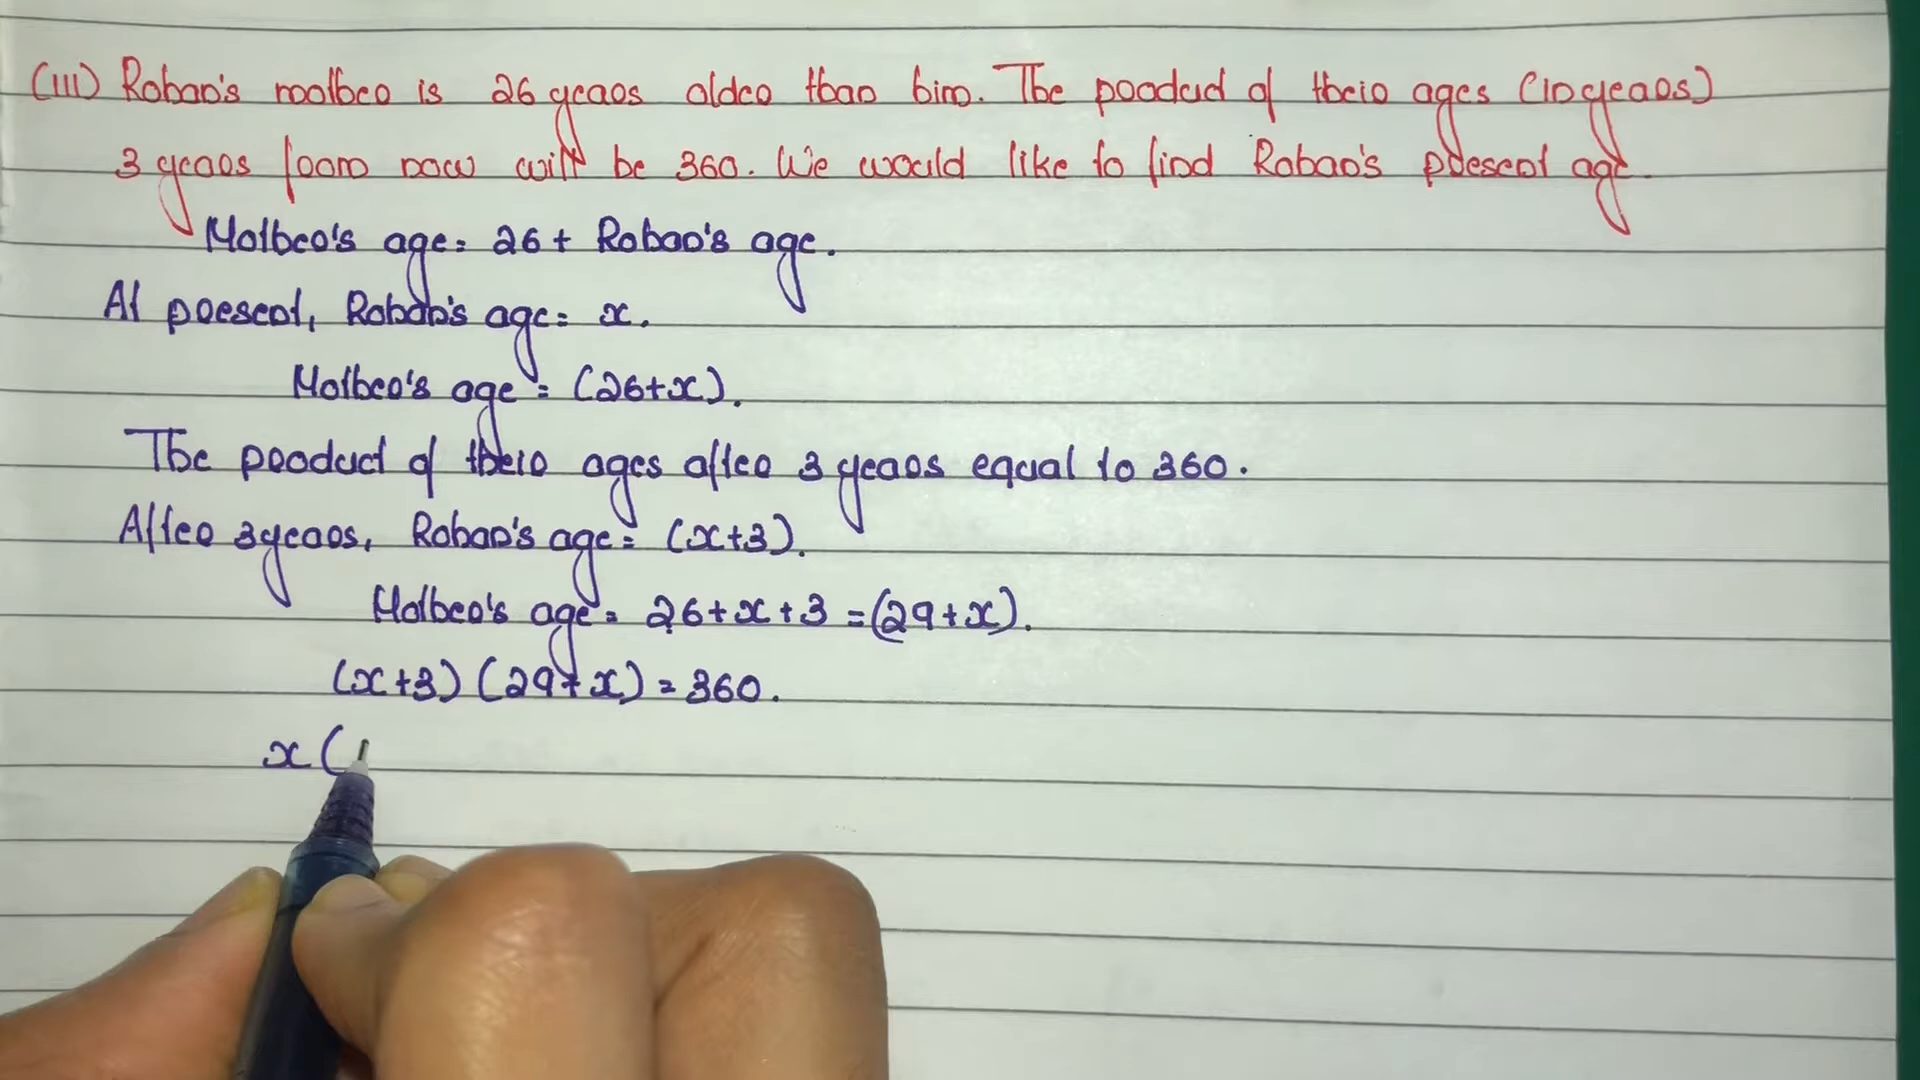 (iii) Rohan's mother is 26 years older than him. The product of their ages (in years)
3 years from now will be 360. We would like to find Rohan's present age.
Mother's age = 26 + Rohan's age.
At present, Rohan's age = x.
Mother's age = (26+x).
The product of their ages after 3 years equal to 360.
After 3 years, Rohan's age = (x+3).
Mother's age = 26+x+3 = (29+x).
(x+3) (29+x) = 360.
x (